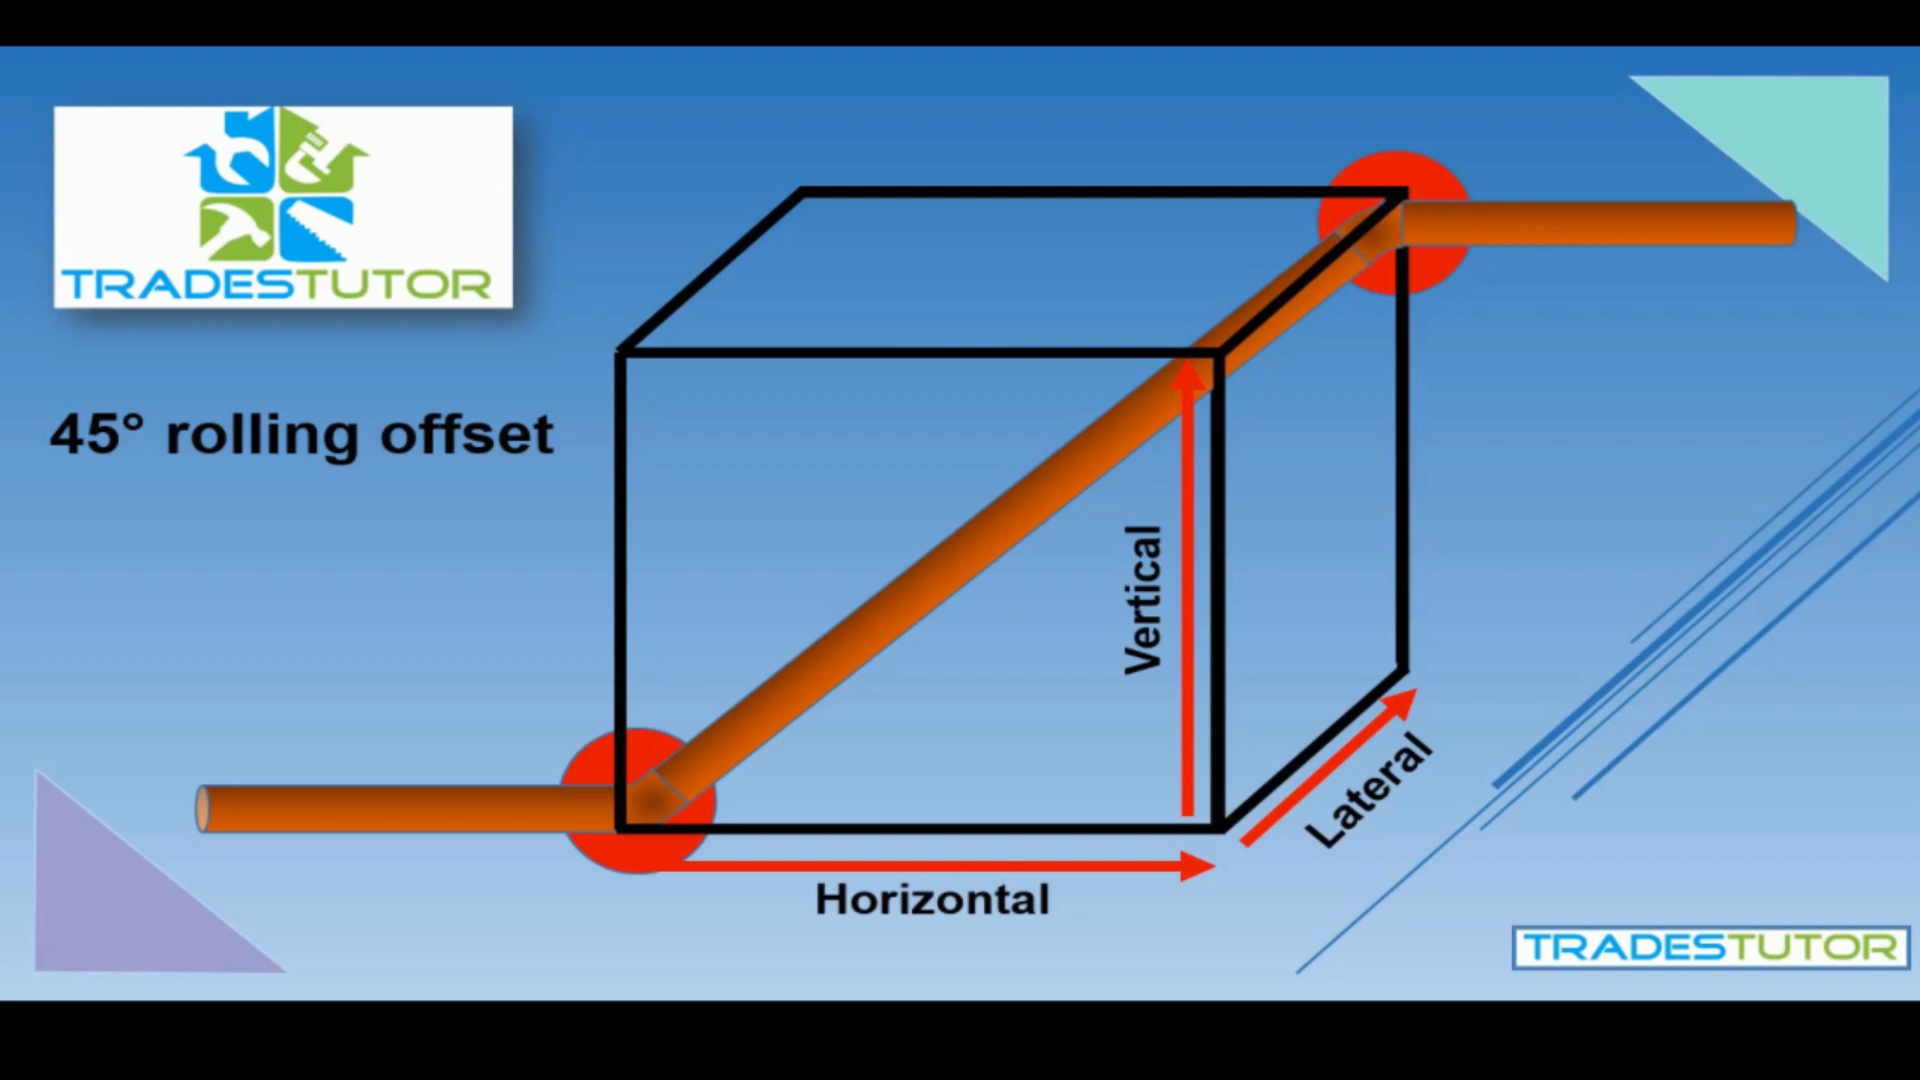 TRADESTUTOR
45° rolling offset
Vertical
Lateral
Horizontal
TRADESTUTOR